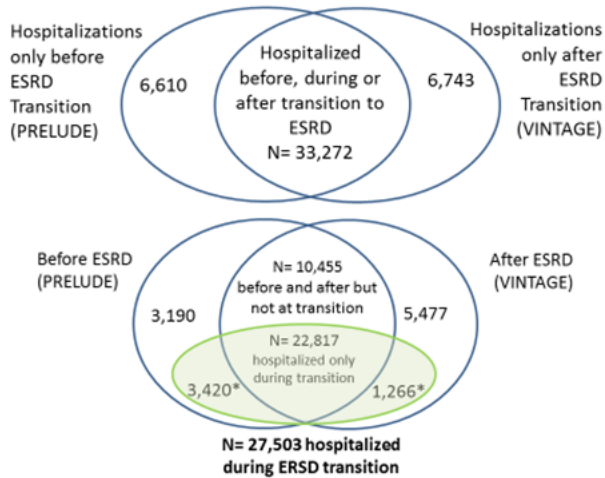 Hospitalizations
only before
ESRD
Transition
(PRELUDE)
6,610
Hospitalized
before, during or
after transition to
ESRD
N= 33,272
6,743
Hospitalizations
only after
ESRD
Transition
(VINTAGE)
Before ESRD
(PRELUDE)
3,190
N= 10,455
before and after but
not at transition
5,477
After ESRD
(VINTAGE)
N= 22,817
hospitalized only
during transition
3,420*
1,266*
N= 27,503 hospitalized
during ERSD transition